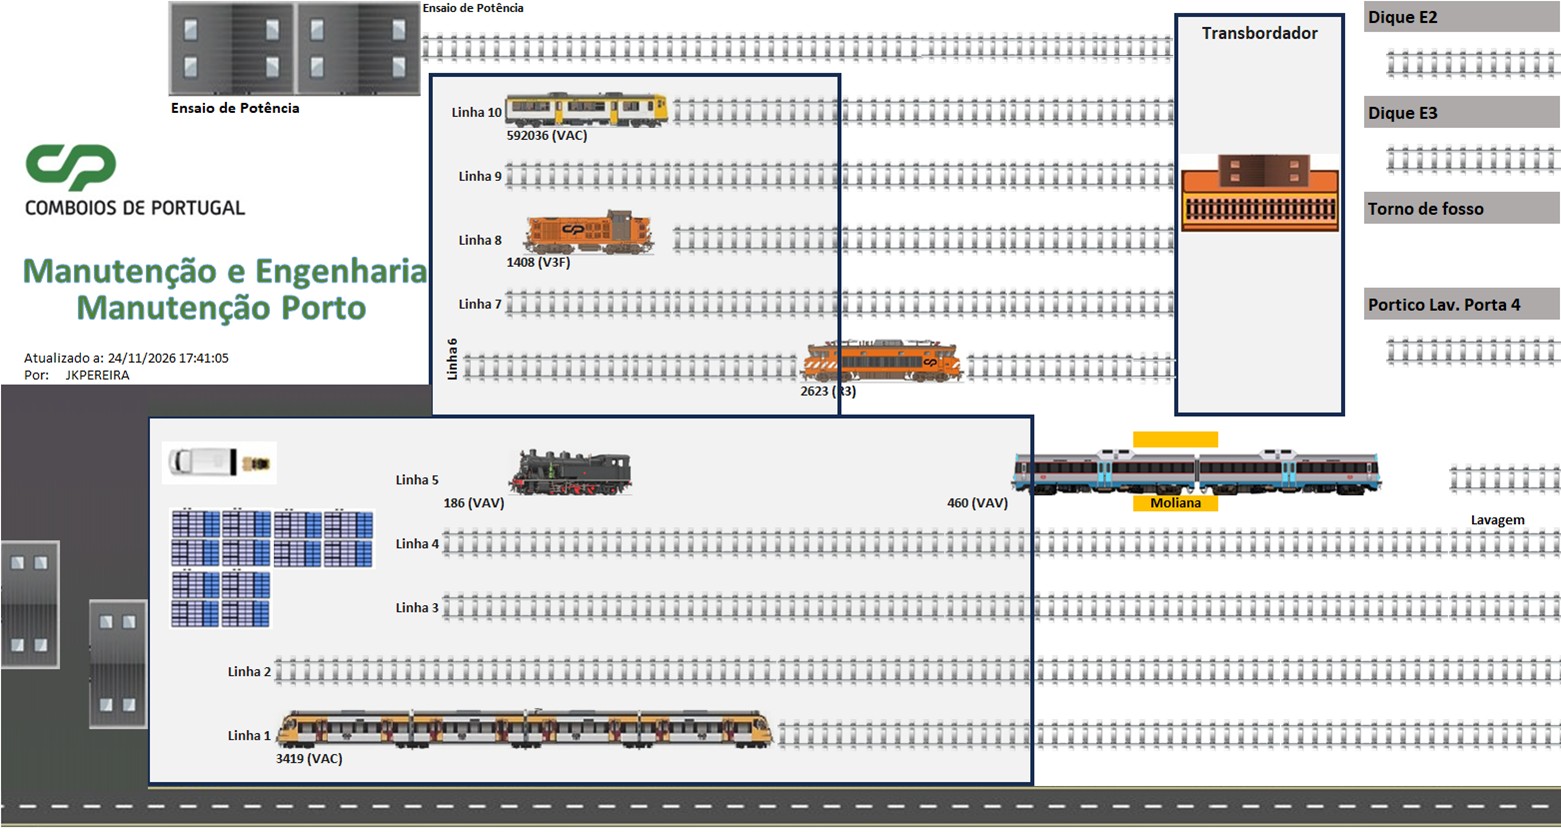 Ensaio de Potência
Transbordador
Dique E2
Ensaio de Potência
Linha 10
592036 (VAC)
Dique E3
Linha 9
CP
COMBOIOS DE PORTUGAL
Torno de fosso
Linha 8
1408 (V3F)
Manutenção e Engenharia
Manutenção Porto
Linha 7
Portico Lav. Porta 4
Atualizado a: 24/11/2026 17:41:05
Por: JKPEREIRA
Linha 6
2623 (R3)
Linha 5
186 (VAV)
460 (VAV)
Moliana
Lavagem
Linha 4
Linha 3
Linha 2
Linha 1
3419 (VAC)